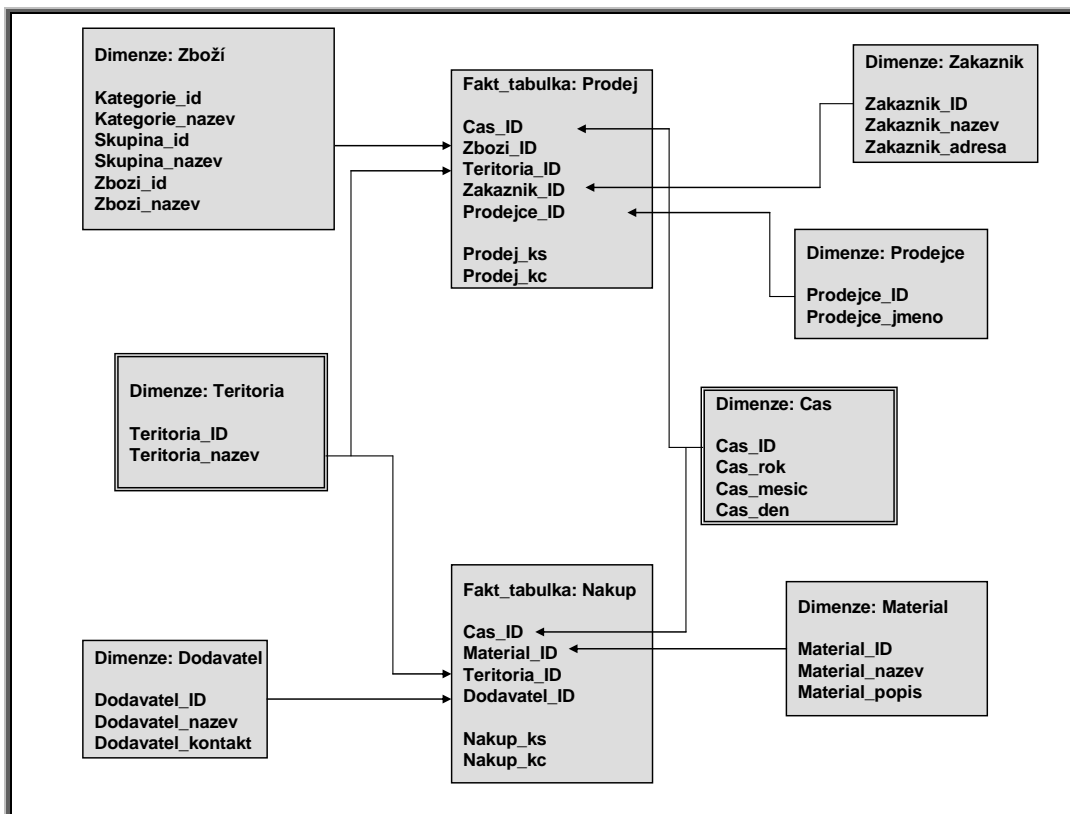 Dimenze: Zboží
Kategorie_id
Kategorie_nazev
Skupina_id
Skupina_nazev
Zbozi_id
Zbozi_nazev
Fakt_tabulka: Prodej
Cas_ID
Zbozi_ID
Teritoria_ID
Zakaznik_ID
Prodejce_ID
Prodej_ks
Prodej_kc
Dimenze: Zakaznik
Zakaznik_ID
Zakaznik_nazev
Zakaznik_adresa
Dimenze: Prodejce
Prodejce_ID
Prodejce_jmeno
Dimenze: Teritoria
Teritoria_ID
Teritoria_nazev
Dimenze: Cas
Cas_ID
Cas_rok
Cas_mesic
Cas_den
Dimenze: Dodavatel
Dodavatel_ID
Dodavatel_nazev
Dodavatel_kontakt
Fakt_tabulka: Nakup
Cas_ID
Material_ID
Teritoria_ID
Dodavatel_ID
Nakup_ks
Nakup_kc
Dimenze: Material
Material_ID
Material_nazev
Material_popis